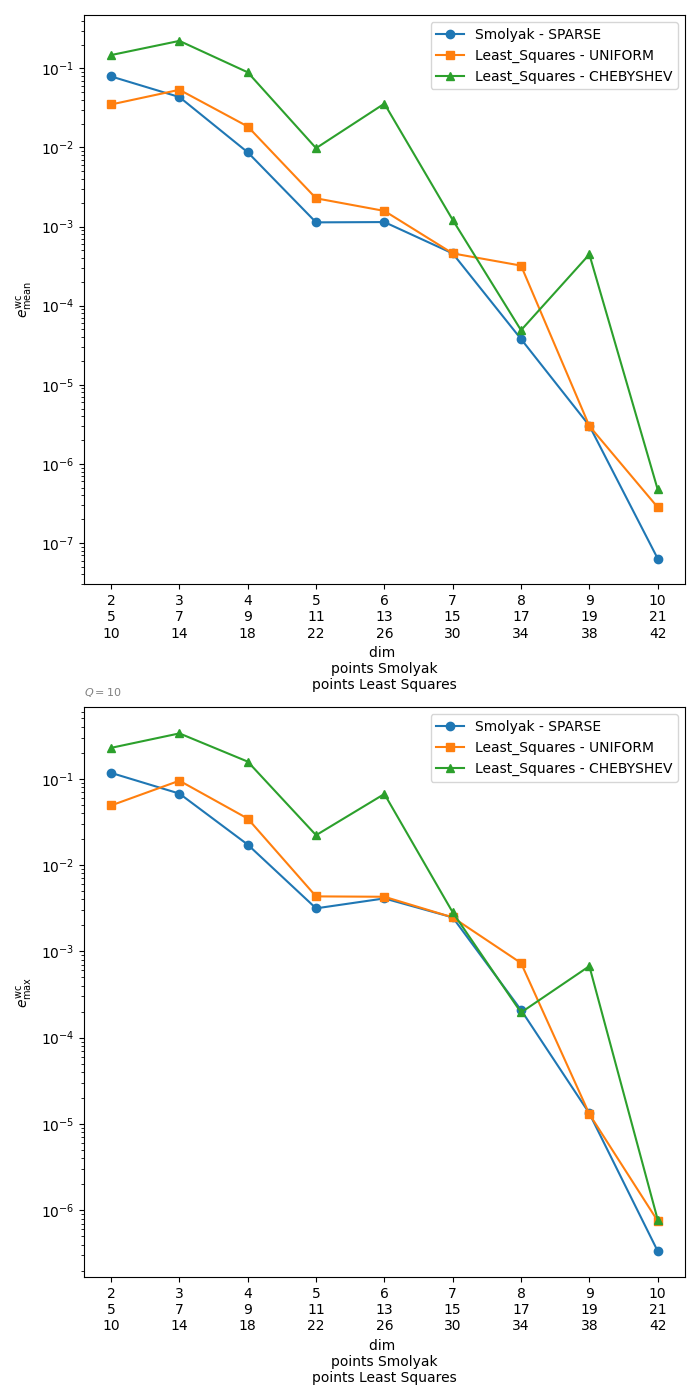 Smolyak - SPARSE
Least_Squares - UNIFORM
Least_Squares - CHEBYSHEV
10⁻¹
10⁻²
10⁻³
10⁻⁴
10⁻⁵
10⁻⁶
10⁻⁷
e^wc_mean
2 3 4 5 6 7 8 9 10
5 7 9 11 13 15 17 19 21
10 14 18 22 26 30 34 38 42
dim
points Smolyak
points Least Squares
Q = 10
Smolyak - SPARSE
Least_Squares - UNIFORM
Least_Squares - CHEBYSHEV
10⁻¹
10⁻²
10⁻³
10⁻⁴
10⁻⁵
10⁻⁶
e^wc_max
2 3 4 5 6 7 8 9 10
5 7 9 11 13 15 17 19 21
10 14 18 22 26 30 34 38 42
dim
points Smolyak
points Least Squares